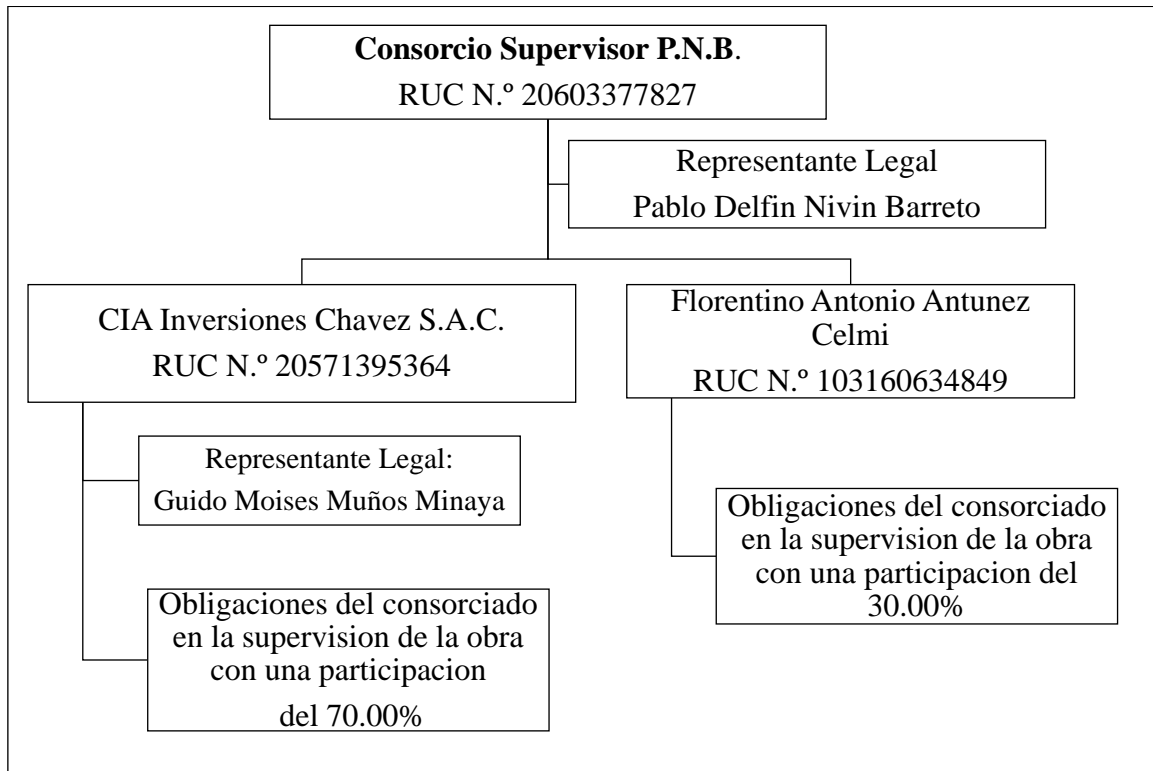 Consorcio Supervisor P.N.B.
RUC N.º 20603377827
Representante Legal
Pablo Delfin Nivin Barreto
CIA Inversiones Chavez S.A.C.
RUC N.º 20571395364
Florentino Antonio Antunez
Celmi
RUC N.º 103160634849
Representante Legal:
Guido Moises Muños Minaya
Obligaciones del consorciado
en la supervision de la obra
con una participacion
del 70.00%
Obligaciones del consorciado
en la supervision de la obra
con una participacion del
30.00%